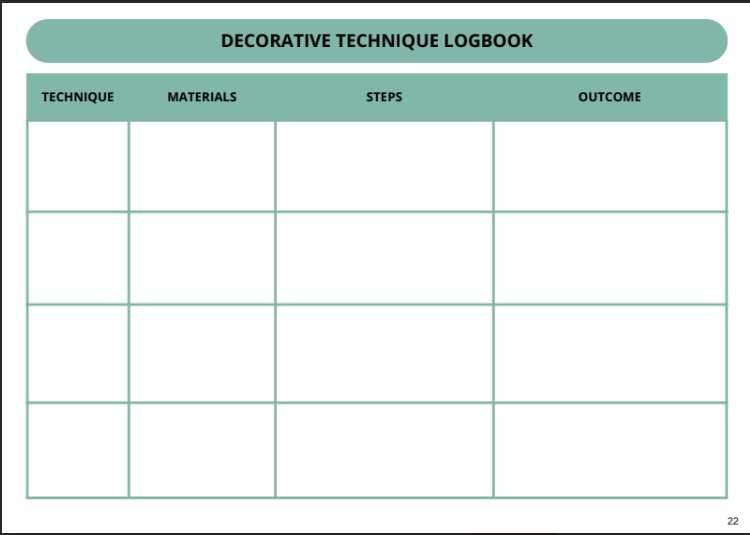 DECORATIVE TECHNIQUE LOGBOOK
TECHNIQUE MATERIALS STEPS OUTCOME
22